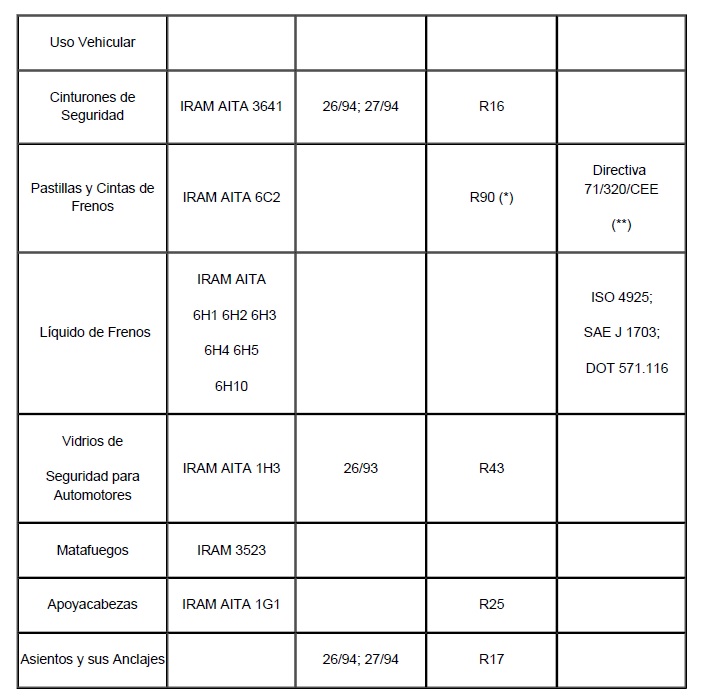 Uso Vehicular
Cinturones de
Seguridad
IRAM AITA 3641
26/94; 27/94
R16
Pastillas y Cintas de
Frenos
IRAM AITA 6C2
R90 (*)
Directiva
71/320/CEE
(**)
Líquido de Frenos
IRAM AITA
6H1 6H2 6H3
6H4 6H5
6H10
ISO 4925;
SAE J 1703;
DOT 571.116
Vidrios de
Seguridad para
Automotores
IRAM AITA 1H3
26/93
R43
Matafuegos
IRAM 3523
Apoyacabezas
IRAM AITA 1G1
R25
Asientos y sus Anclajes
26/94; 27/94
R17